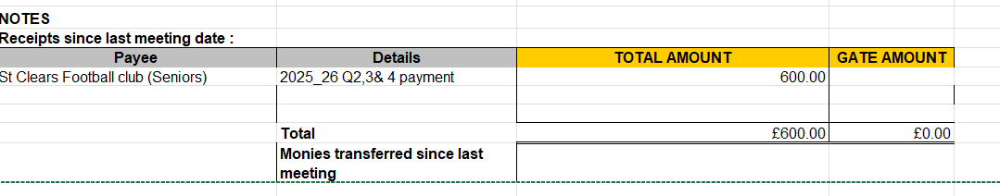 NOTES
Receipts since last meeting date :
Payee Details TOTAL AMOUNT GATE AMOUNT
St Clears Football club (Seniors) 2025_26 Q2,3& 4 payment 600.00
Total £600.00 £0.00
Monies transferred since last
meeting